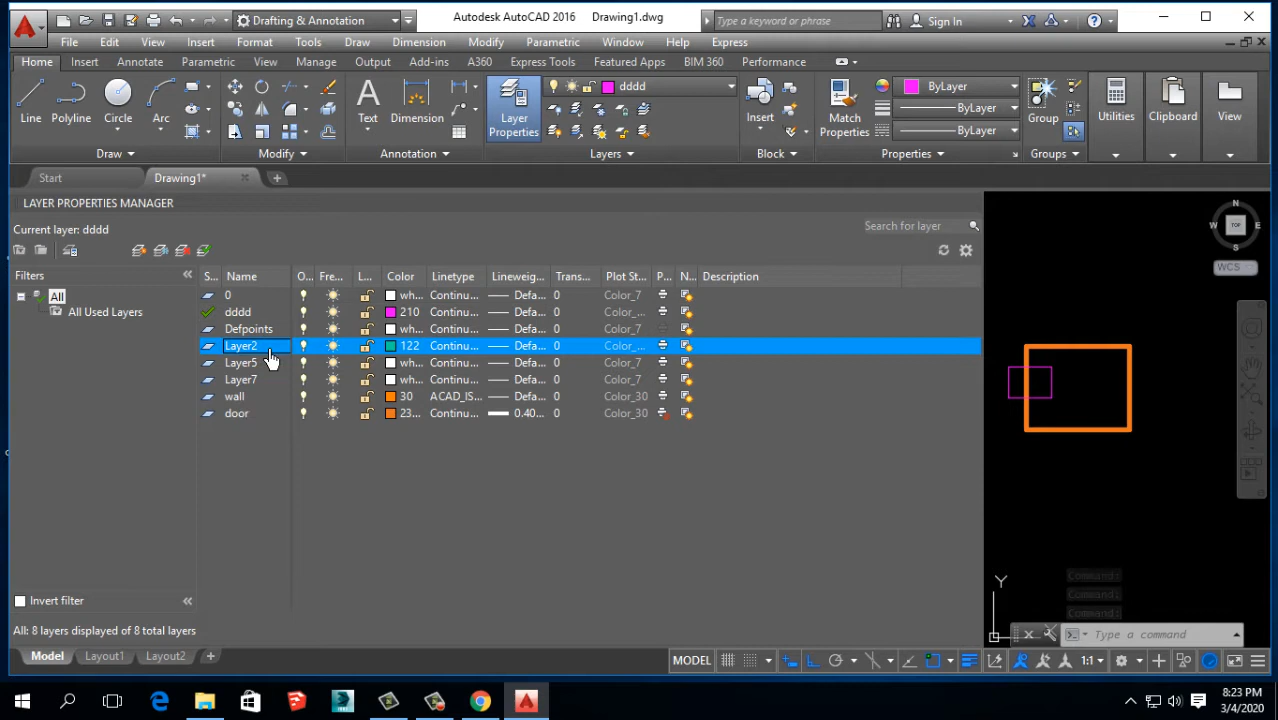 Drafting & Annotation Autodesk AutoCAD 2016 Drawing1.dwg Type a keyword or phrase Sign In
File Edit View Insert Format Tools Draw Dimension Modify Parametric Window Help Express
Home Insert Annotate Parametric View Manage Output Add-ins A360 Express Tools Featured Apps BIM 360 Performance
dddd ByLayer
Line Polyline Circle Arc Text Dimension Layer Properties Insert Match Properties ByLayer Group Utilities Clipboard View
ByLayer
Draw Modify Annotation Layers Block Properties Groups
Start Drawing1*
LAYER PROPERTIES MANAGER
Current layer: dddd Search for layer
Filters S... Name O... Fre... L... Color Linetype Lineweig... Trans... Plot St... P... N... Description
All 0 wh... Continu... Defa... 0 Color_7
All Used Layers dddd 210 Continu... Defa... 0 Color_...
Defpoints wh... Continu... Defa... 0 Color_7
Layer2 122 Continu... Defa... 0 Color_...
Layer5 wh... Continu... Defa... 0 Color_7
Layer7 wh... Continu... Defa... 0 Color_7
wall 30 ACAD_IS... Defa... 0 Color_30
door 23... Continu... 0.40... 0 Color_30
N
W TOP E
S
WCS
Invert filter
All: 8 layers displayed of 8 total layers
Command:
Command:
Command:
Y
Type a command
Model Layout1 Layout2 MODEL 1:1
8:23 PM
3/4/2020